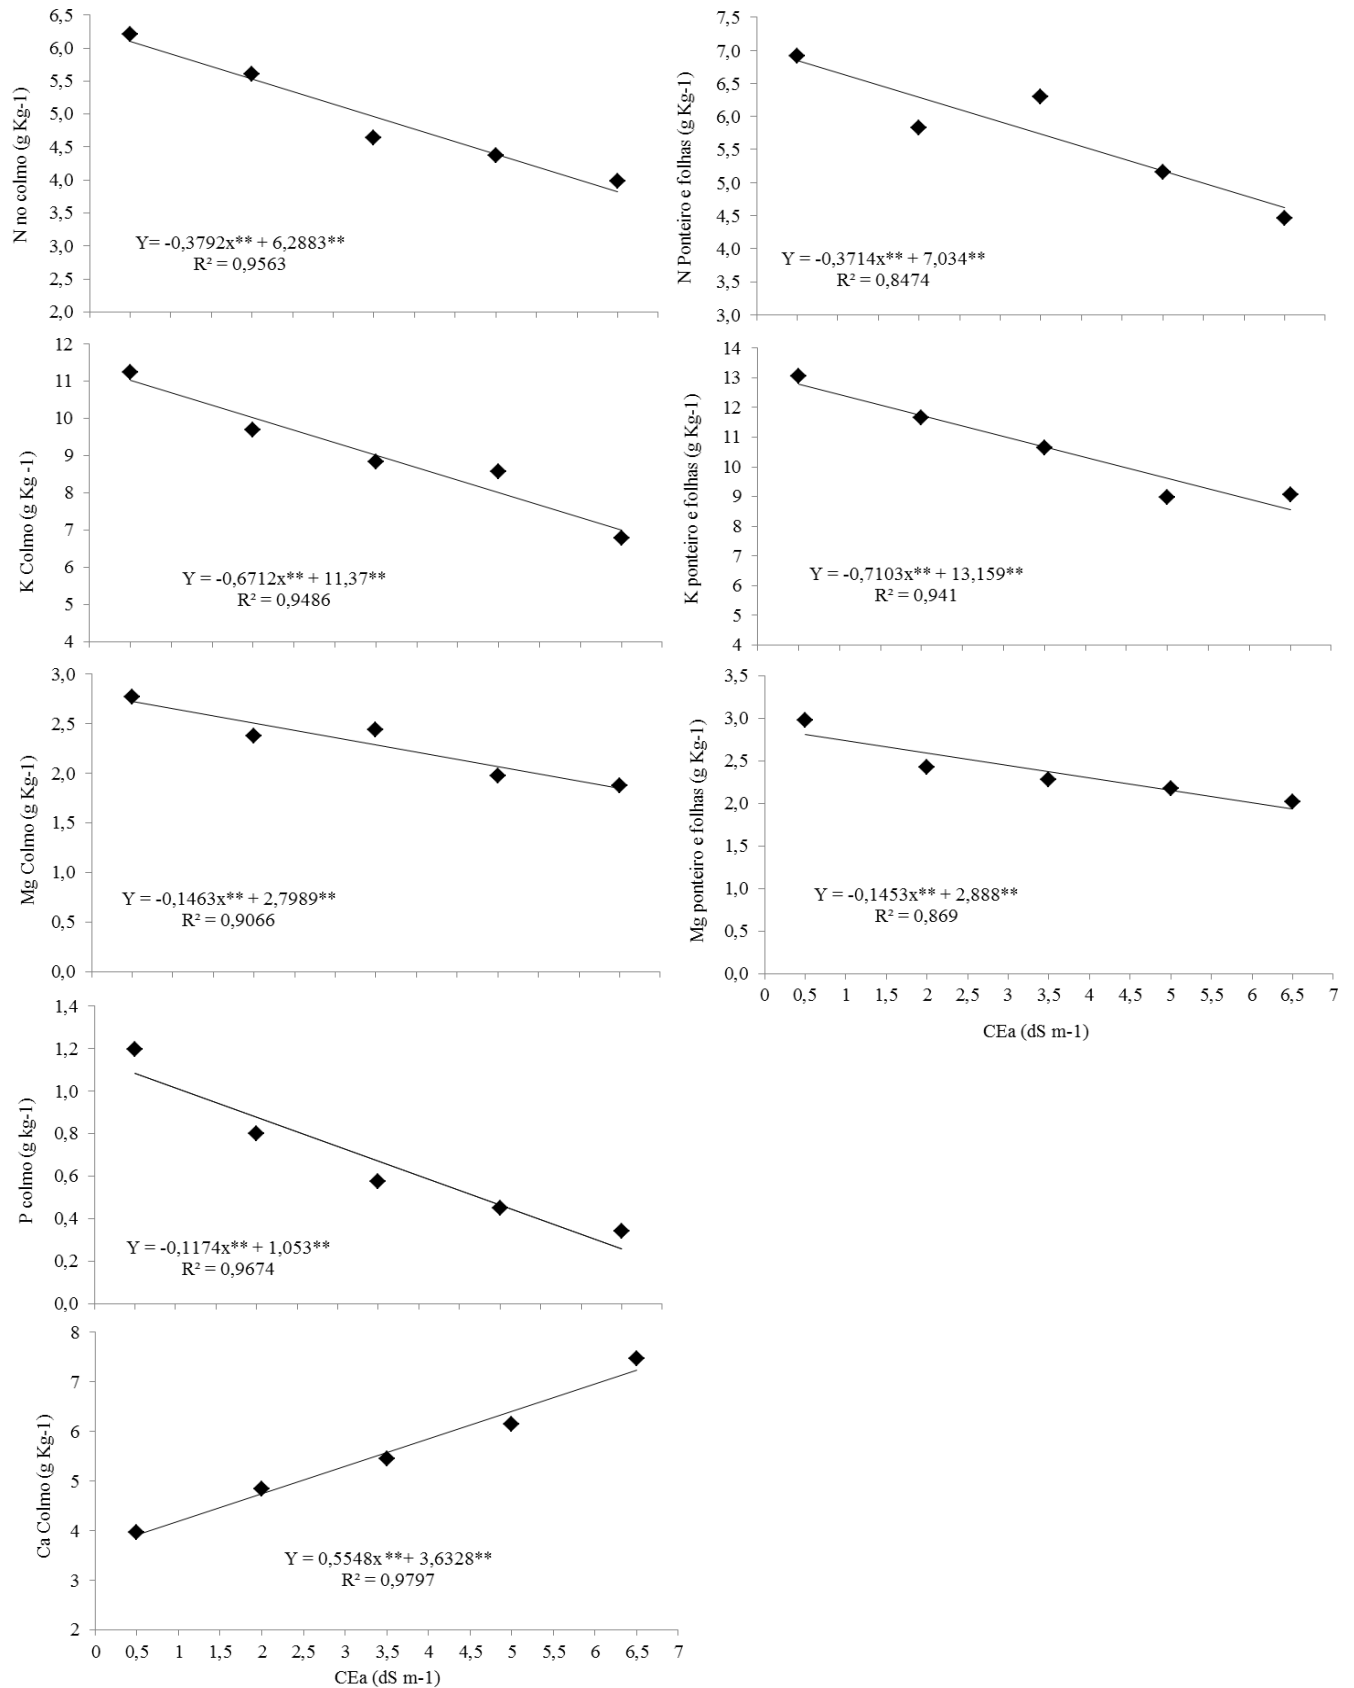 N no colmo (g Kg-1)
6,5
6,0
5,5
5,0
4,5
4,0
3,5
3,0
2,5
2,0
Y= -0,3792x** + 6,2883**
R² = 0,9563
N Ponteiro e folhas (g Kg-1)
7,5
7,0
6,5
6,0
5,5
5,0
4,5
4,0
3,5
3,0
Y = -0,3714x** + 7,034**
R² = 0,8474
K Colmo (g Kg -1)
12
11
10
9
8
7
6
5
4
Y = -0,6712x** + 11,37**
R² = 0,9486
K ponteiro e folhas (g Kg-1)
14
13
12
11
10
9
8
7
6
5
4
Y = -0,7103x** + 13,159**
R² = 0,941
Mg Colmo (g Kg-1)
3,0
2,5
2,0
1,5
1,0
0,5
0,0
Y = -0,1463x** + 2,7989**
R² = 0,9066
Mg ponteiro e folhas (g Kg-1)
3,5
3,0
2,5
2,0
1,5
1,0
0,5
0,0
Y = -0,1453x** + 2,888**
R² = 0,869
0 0,5 1 1,5 2 2,5 3 3,5 4 4,5 5 5,5 6 6,5 7
CEa (dS m-1)
P colmo (g kg-1)
1,4
1,2
1,0
0,8
0,6
0,4
0,2
0,0
Y = -0,1174x** + 1,053**
R² = 0,9674
Ca Colmo (g Kg-1)
8
7
6
5
4
3
2
Y = 0,5548x **+ 3,6328**
R² = 0,9797
0 0,5 1 1,5 2 2,5 3 3,5 4 4,5 5 5,5 6 6,5 7
CEa (dS m-1)